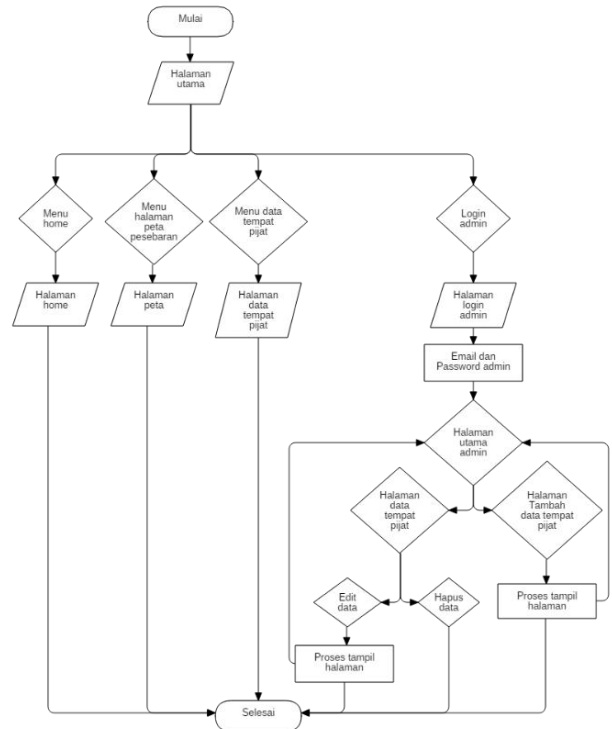 Mulai
Halaman
utama
Menu
home
Menu
halaman
peta
pesebaran
Menu data
tempat
pijat
Login
admin
Halaman
home
Halaman
peta
Halaman
data
tempat
pijat
Halaman
login
admin
Email dan
Password admin
Halaman
utama
admin
Halaman
data
tempat
pijat
Halaman
Tambah
data tempat
pijat
Edit
data
Hapus
data
Proses tampil
halaman
Proses tampil
halaman
Selesai